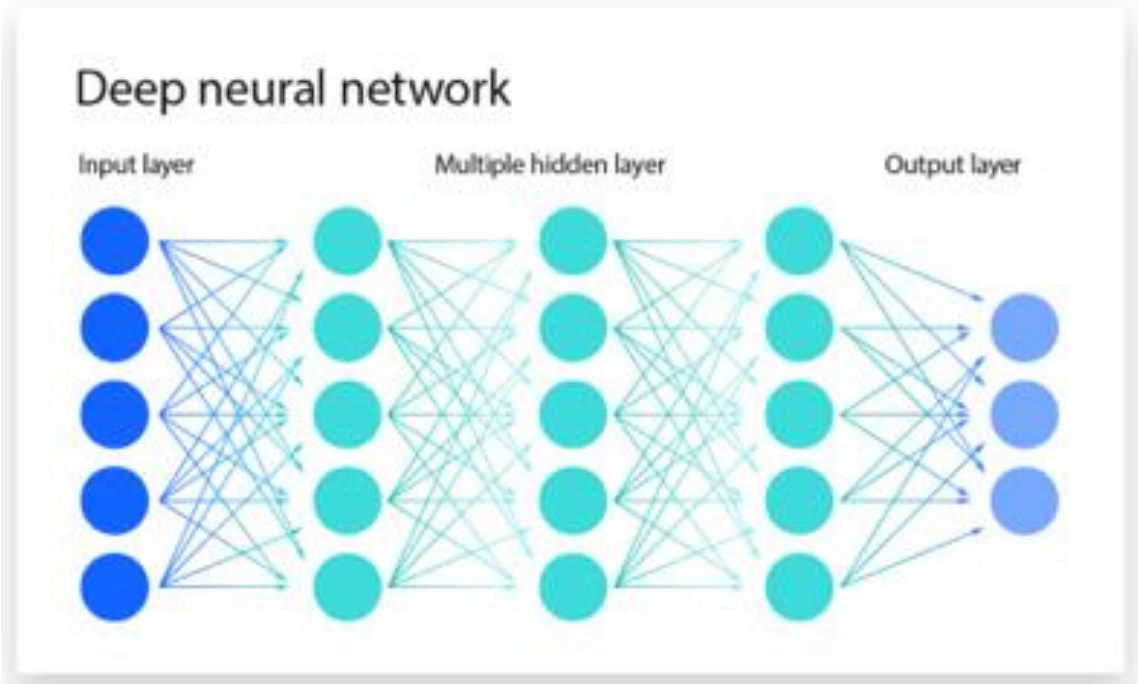 Deep neural network
Input layer
Multiple hidden layer
Output layer